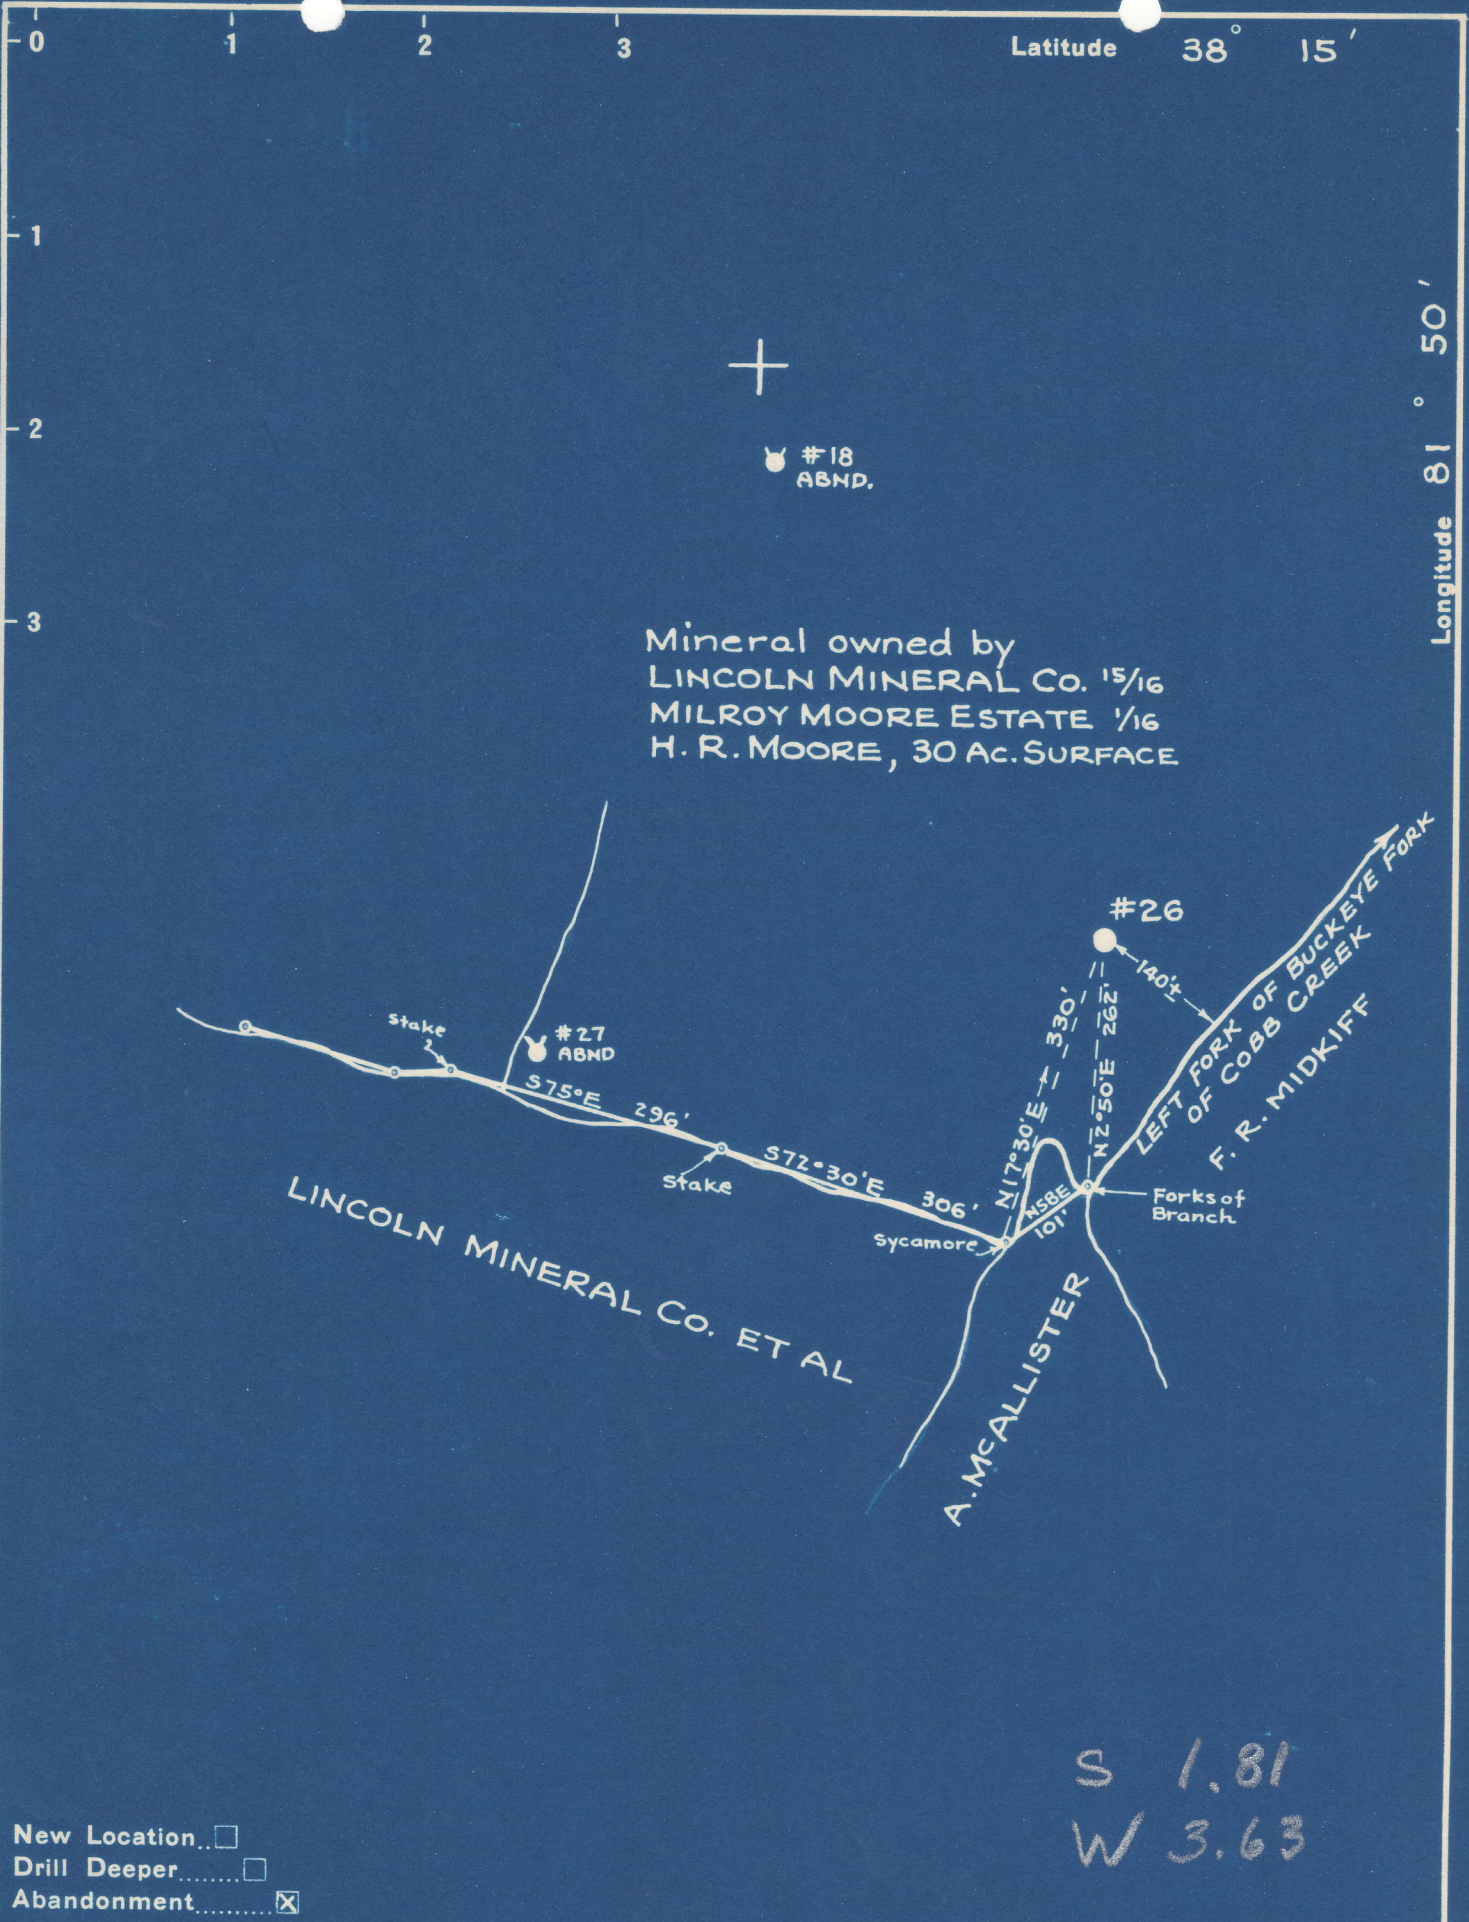 0 1 2 3 Latitude 38° 15'
1
2
3
Longitude 81° 50'
#18
ABND.
Mineral owned by
LINCOLN MINERAL Co. 15/16
MILROY MOORE ESTATE 1/16
H. R. MOORE, 30 AC. SURFACE
#26
140'±
LEFT FORK OF BUCKEYE FORK
OF COBB CREEK
F. R. MIDKIFF
Stake
#27
ABND
S75°E 296'
Stake
S72°30'E 306'
Sycamore
N17°30'E 330'
N2°50'E 262'
N58E
101'
Forks of
Branch
LINCOLN MINERAL Co. ET AL
A. McALLISTER
S 1.81
W 3.63
New Location..☐
Drill Deeper........☐
Abandonment..........☒